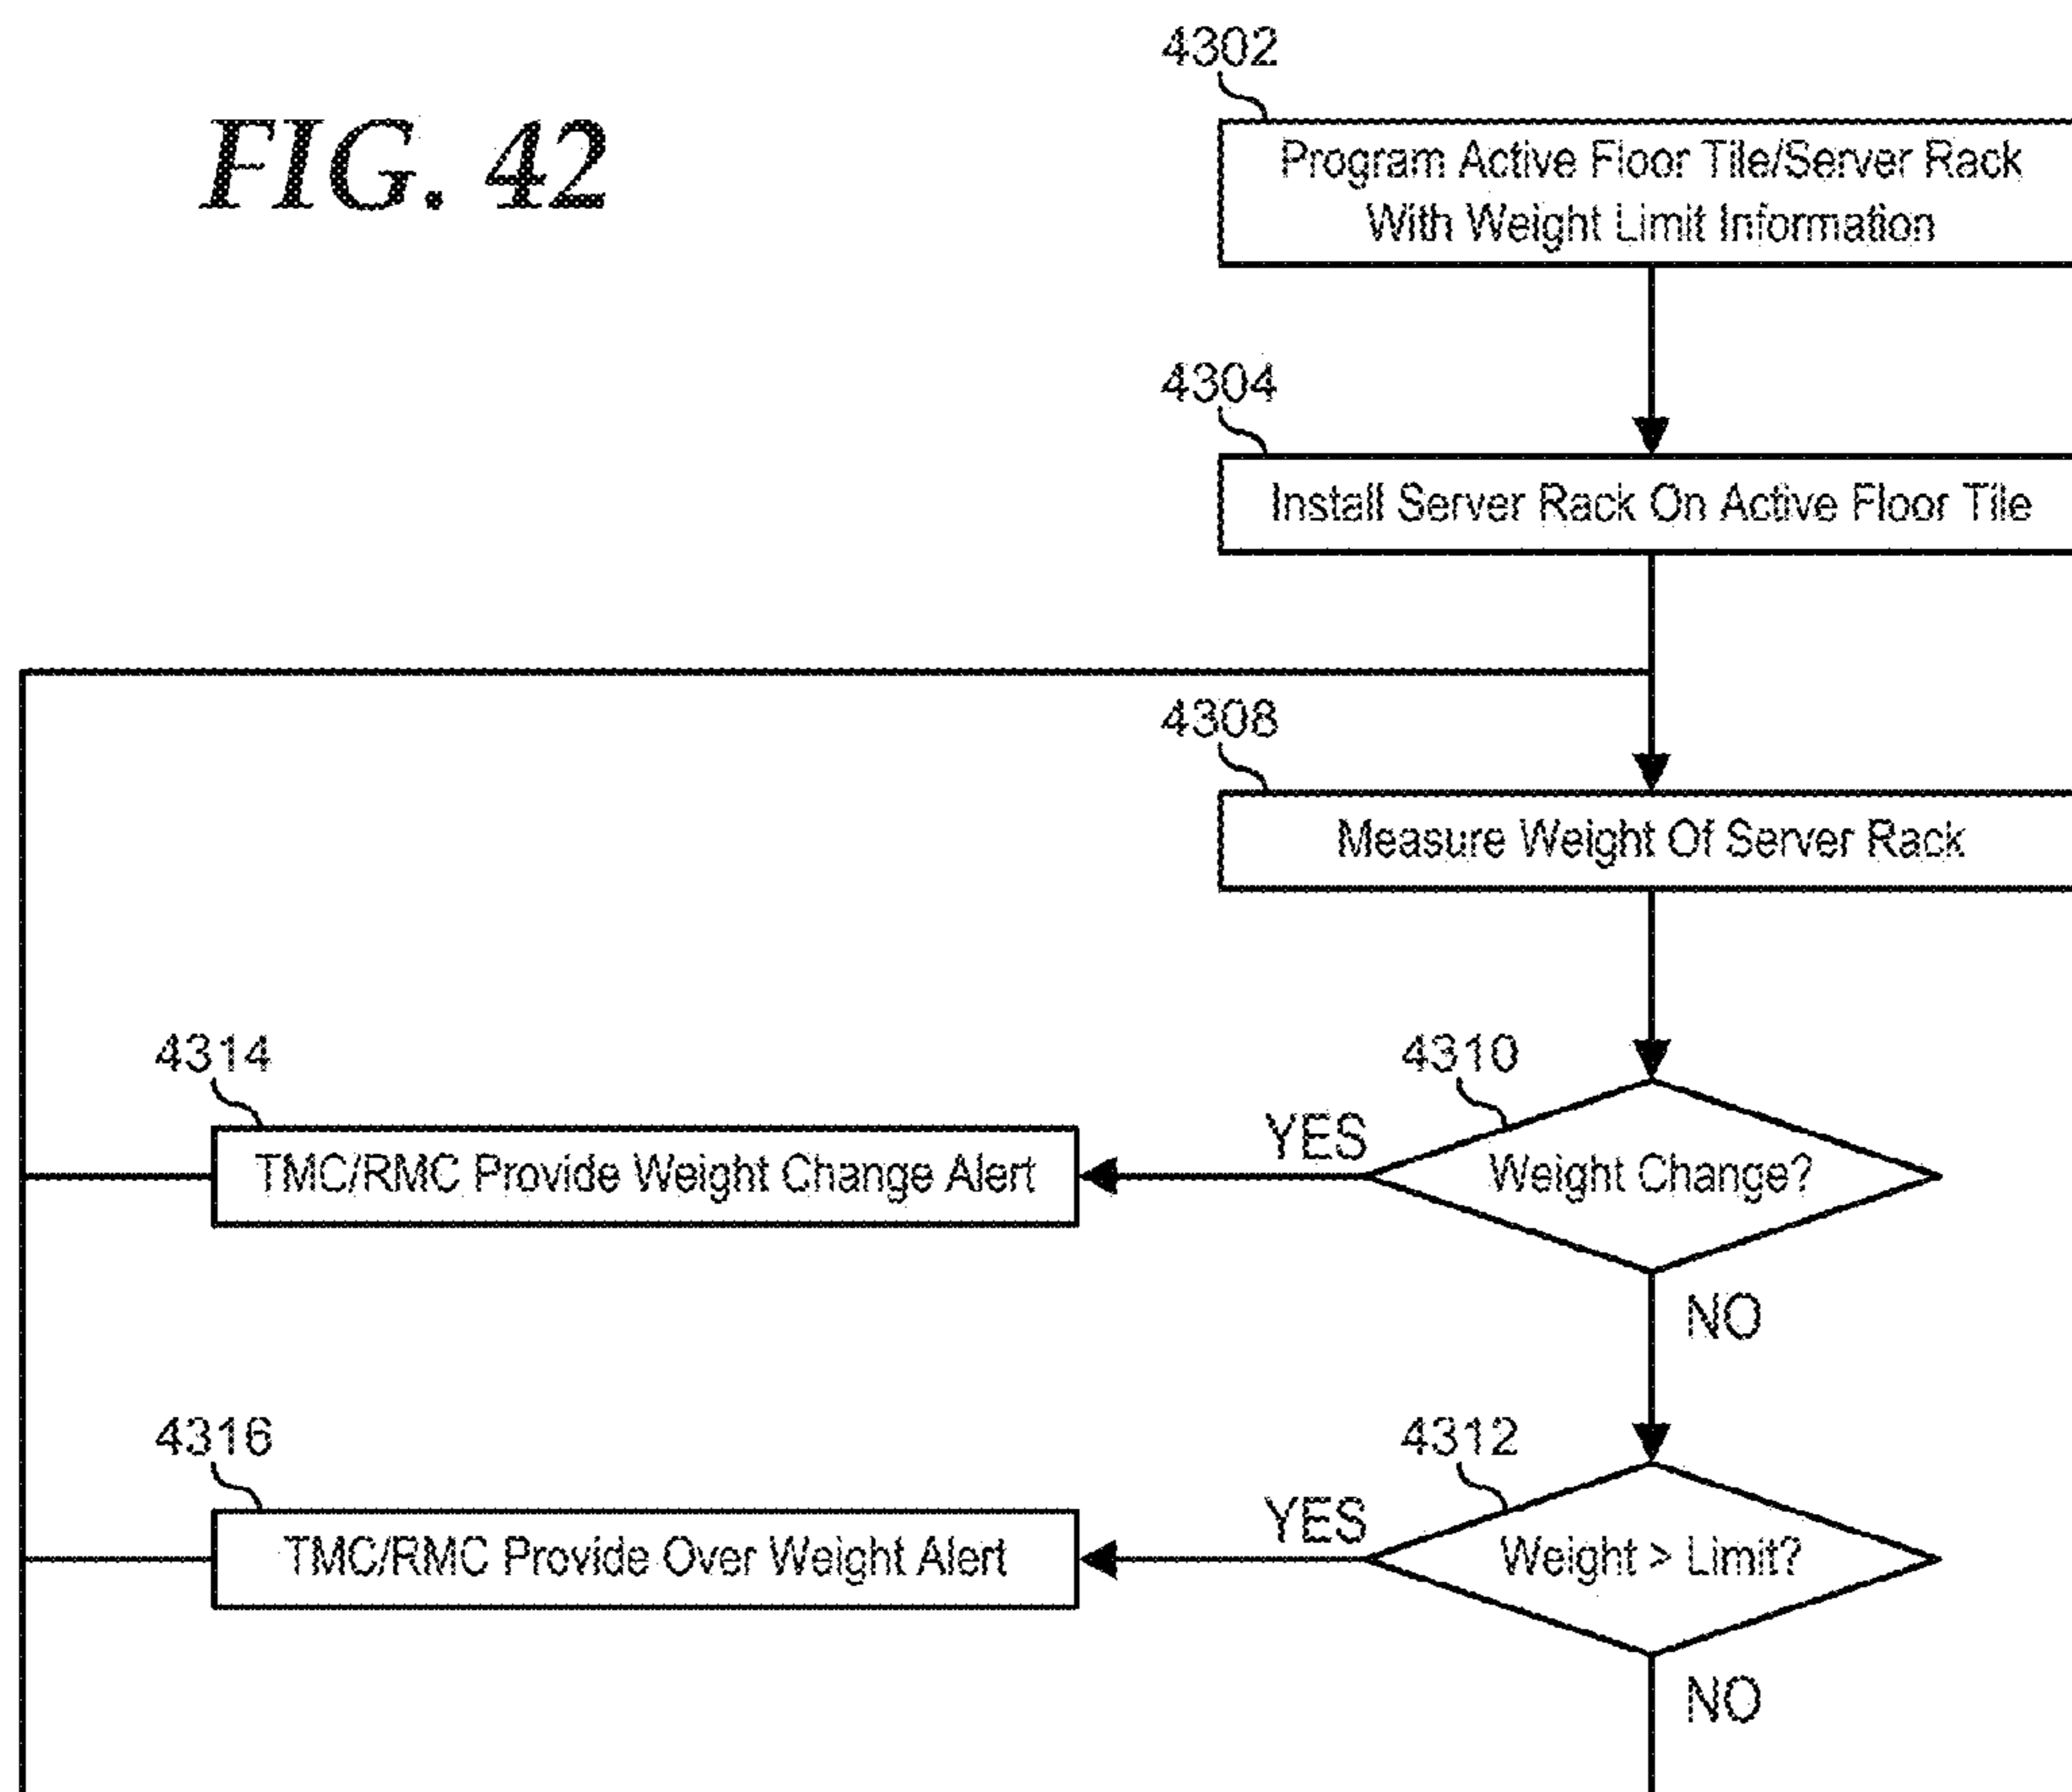 FIG. 42
4302
Program Active Floor Tile/Server Rack
With Weight Limit Information
4304
Install Server Rack On Active Floor Tile
4308
Measure Weight Of Server Rack
4314
TMC/RMC Provide Weight Change Alert
YES
4310
Weight Change?
NO
4316
TMC/RMC Provide Over Weight Alert
YES
4312
Weight > Limit?
NO